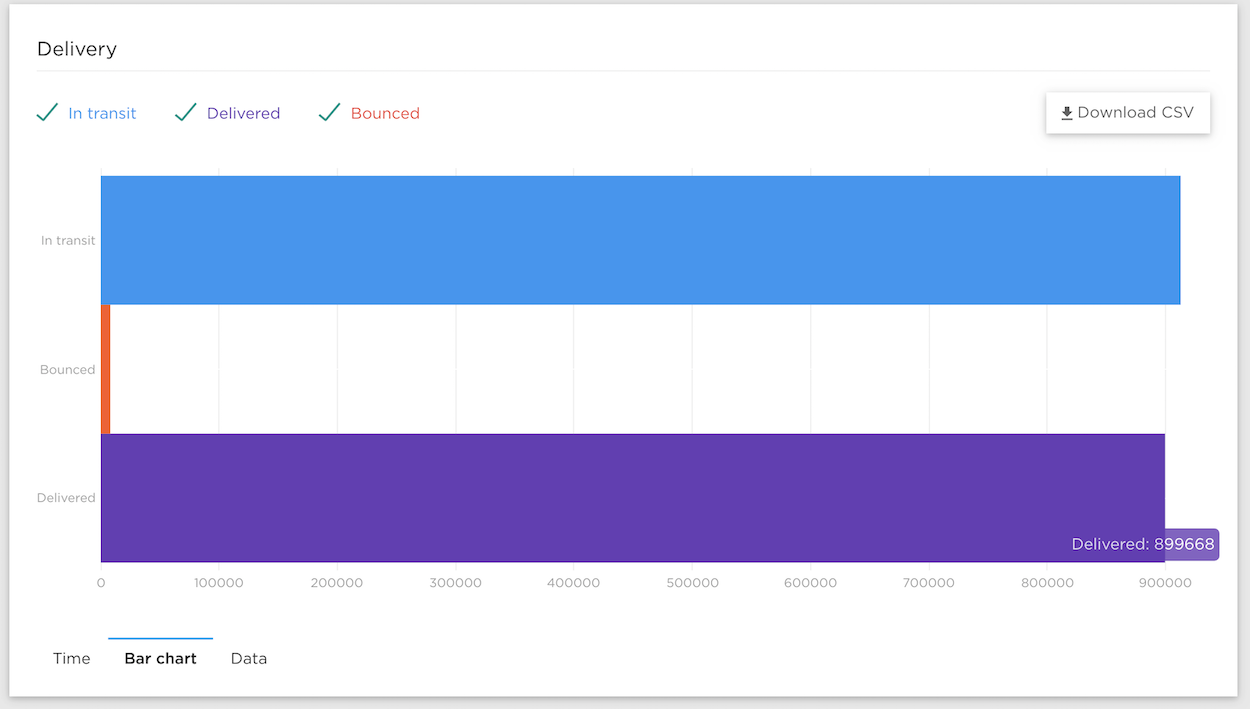 Delivery
In transit Delivered Bounced Download CSV
In transit
Bounced
Delivered
Delivered: 899668
0 100000 200000 300000 400000 500000 600000 700000 800000 900000
Time Bar chart Data